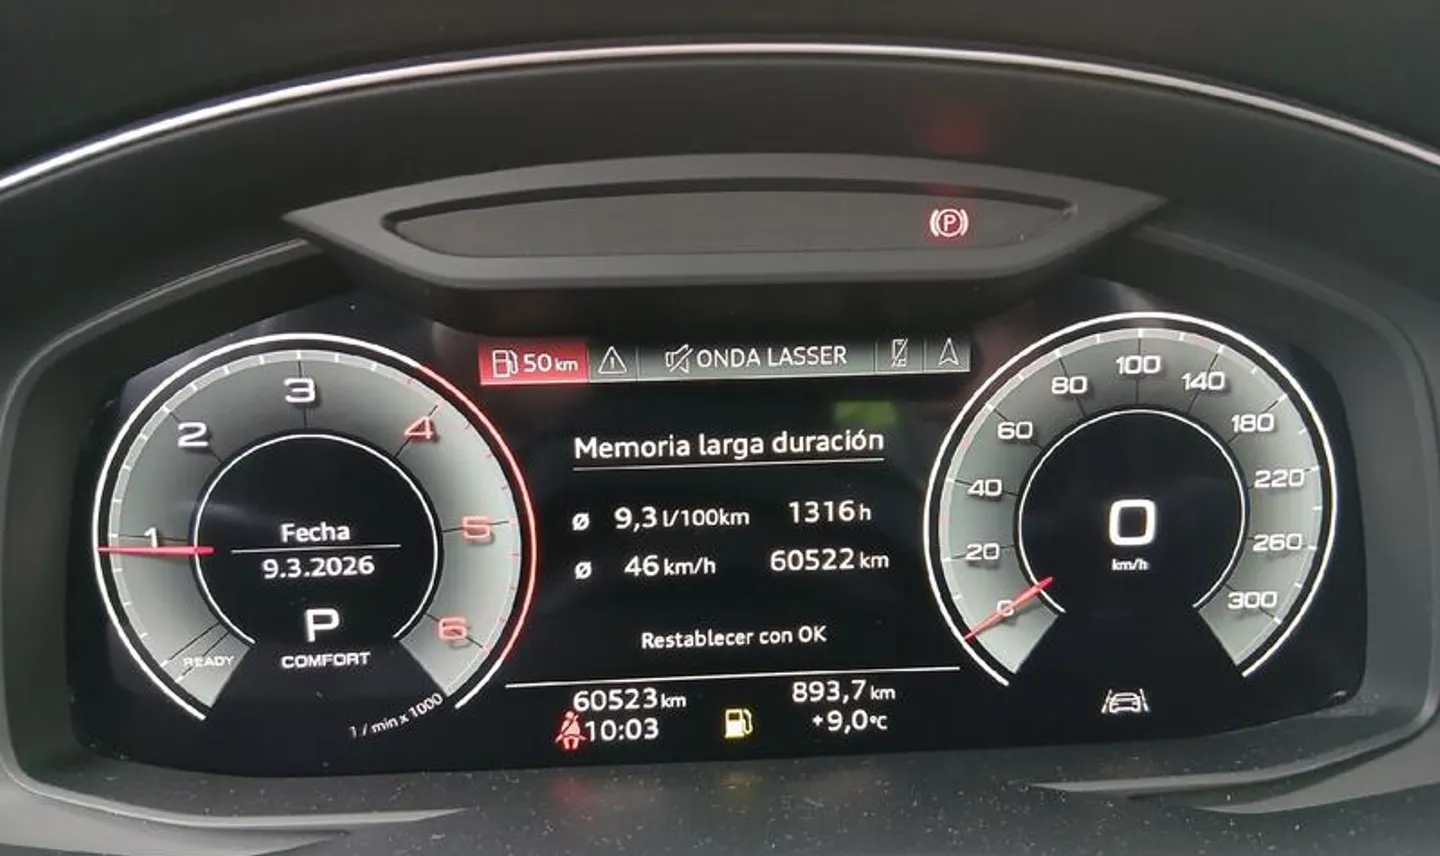 P
50 km
ONDA LASSER
Memoria larga duración
ø 9,3 l/100km 1316 h
ø 46 km/h 60522 km
Restablecer con OK
60523 km 893,7 km
10:03 +9,0°C
1
2
3
4
5
6
READY
1 / min x 1000
Fecha
9.3.2026
P
COMFORT
0
20
40
60
80
100
140
180
220
260
300
0
km/h